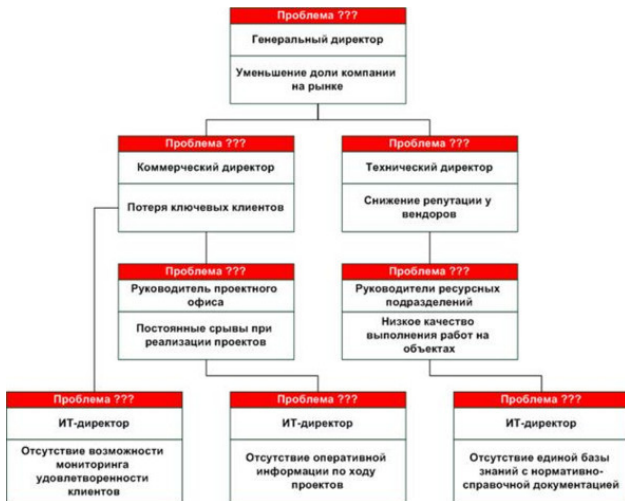 Проблема ???
Генеральный директор
Уменьшение доли компании
на рынке
Проблема ???
Коммерческий директор
Потеря ключевых клиентов
Проблема ???
Технический директор
Снижение репутации у
вендоров
Проблема ???
Руководитель проектного
офиса
Постоянные срывы при
реализации проектов
Проблема ???
Руководители ресурсных
подразделений
Низкое качество
выполнения работ на
объектах
Проблема ???
ИТ-директор
Отсутствие возможности
мониторинга
удовлетворенности
клиентов
Проблема ???
ИТ-директор
Отсутствие оперативной
информации по ходу
проектов
Проблема ???
ИТ-директор
Отсутствие единой базы
знаний с нормативно-
справочной документацией